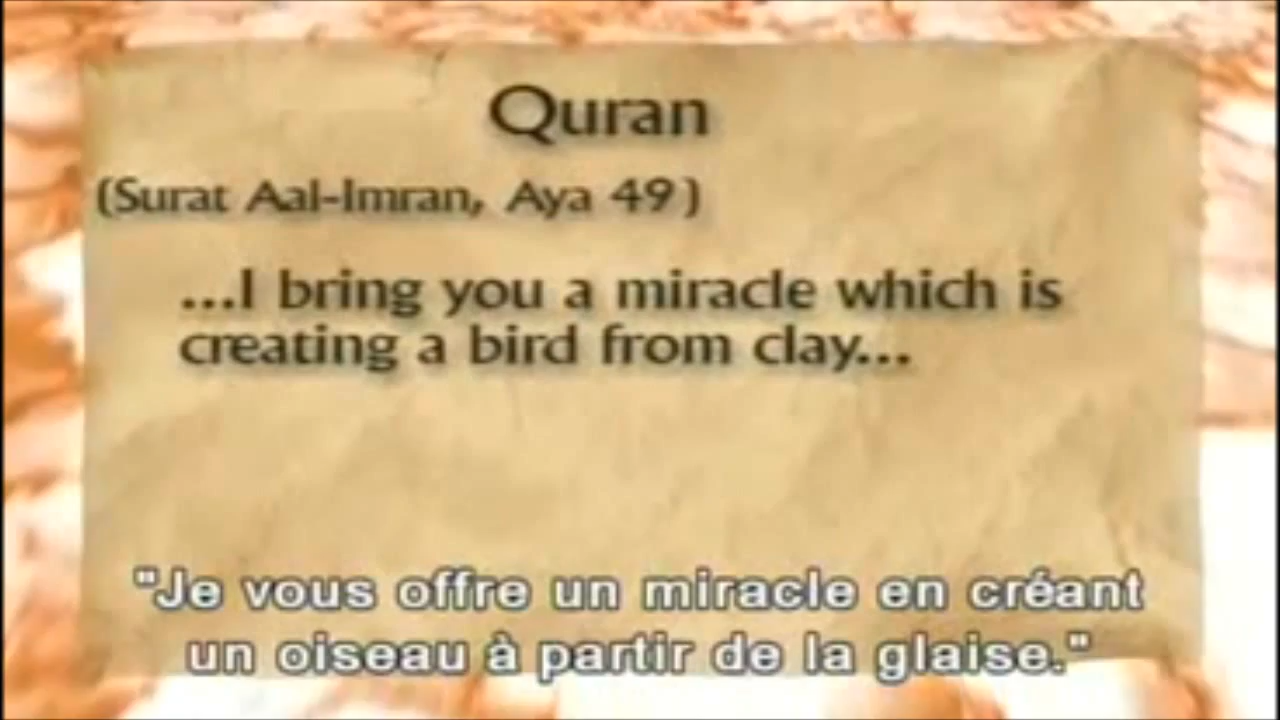 Quran
(Surat Aal-Imran, Aya 49)
...I bring you a miracle which is
creating a bird from clay...
"Je vous offre un miracle en créant
un oiseau à partir de la glaise."